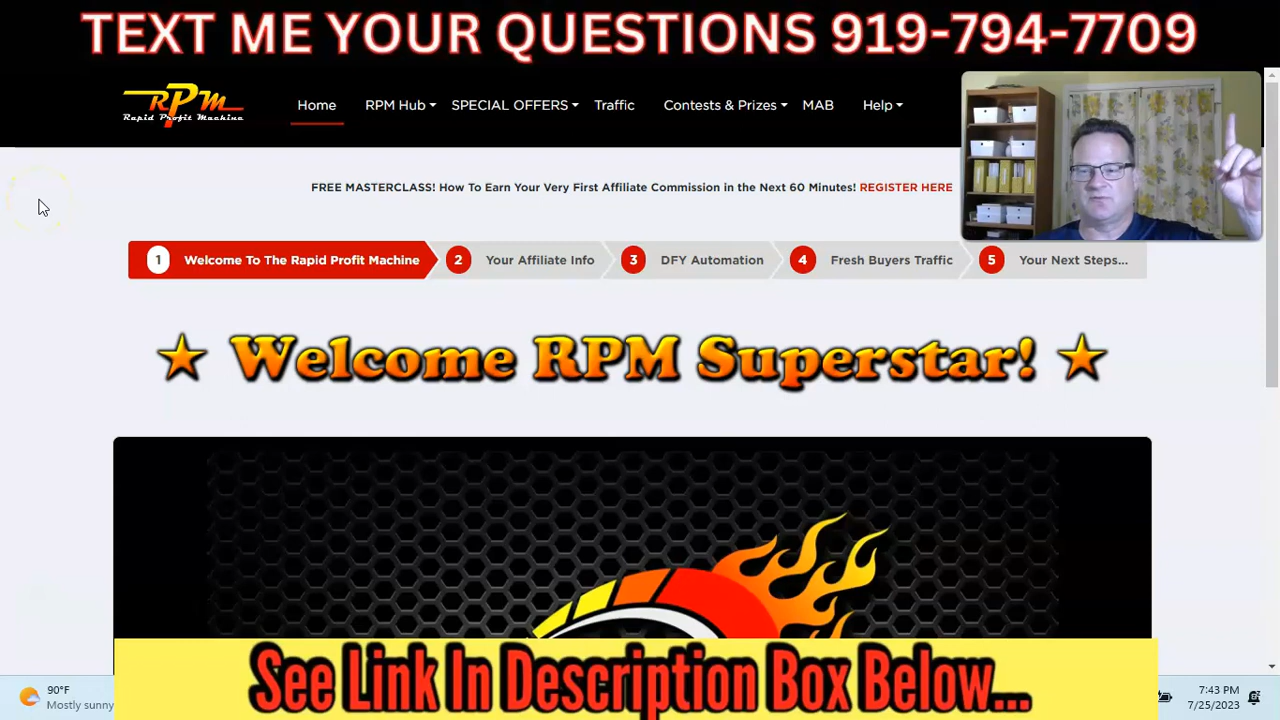 TEXT ME YOUR QUESTIONS 919-794-7709
RPM
Rapid Profit Machine
Home
RPM Hub
SPECIAL OFFERS
Traffic
Contests & Prizes
MAB
Help
FREE MASTERCLASS! How To Earn Your Very First Affiliate Commission in the Next 60 Minutes! REGISTER HERE
1 Welcome To The Rapid Profit Machine
2 Your Affiliate Info
3 DFY Automation
4 Fresh Buyers Traffic
5 Your Next Steps...
Welcome RPM Superstar!
See Link In Description Box Below...
90°F
Mostly sunny
7:43 PM
7/25/2023